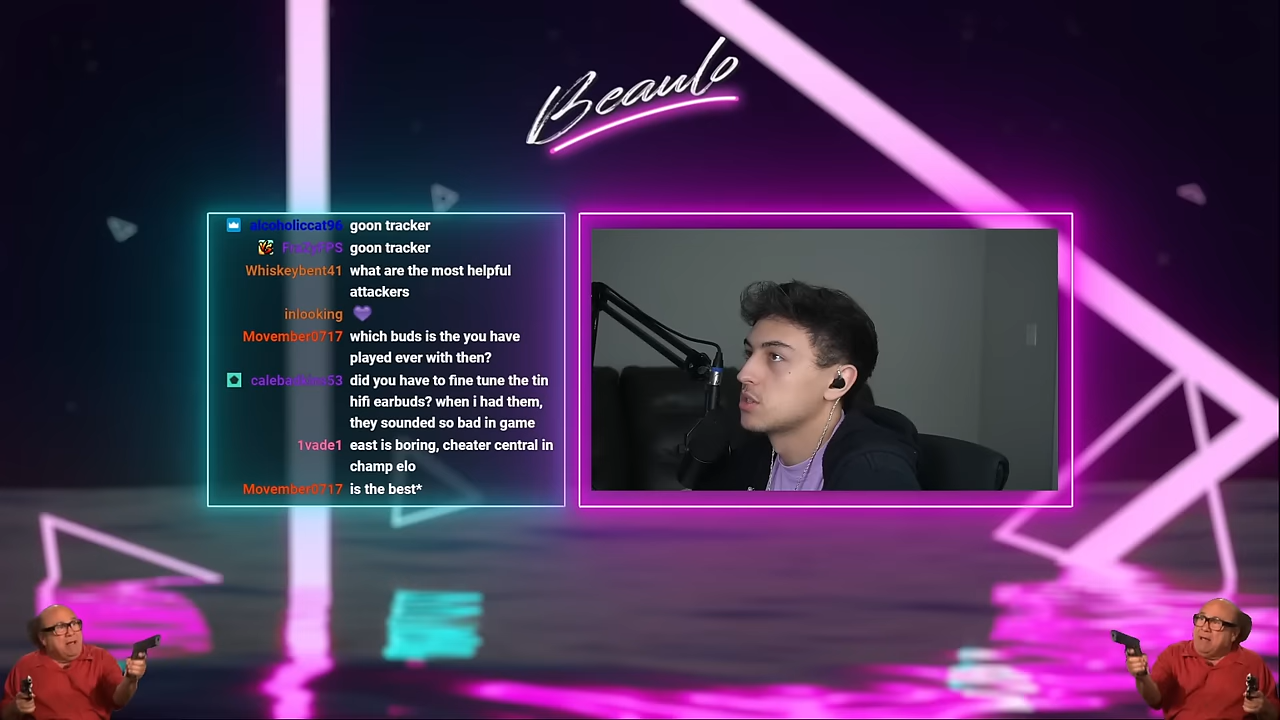 Beaulo
alcoholiccat96 goon tracker
goon tracker
Whiskeybent41 what are the most helpful
attackers
inlooking
Movember0717 which buds is the you have
played ever with then?
did you have to fine tune the tin
hifi earbuds? when i had them,
they sounded so bad in game
1vade1 east is boring, cheater central in
champ elo
Movember0717 is the best*